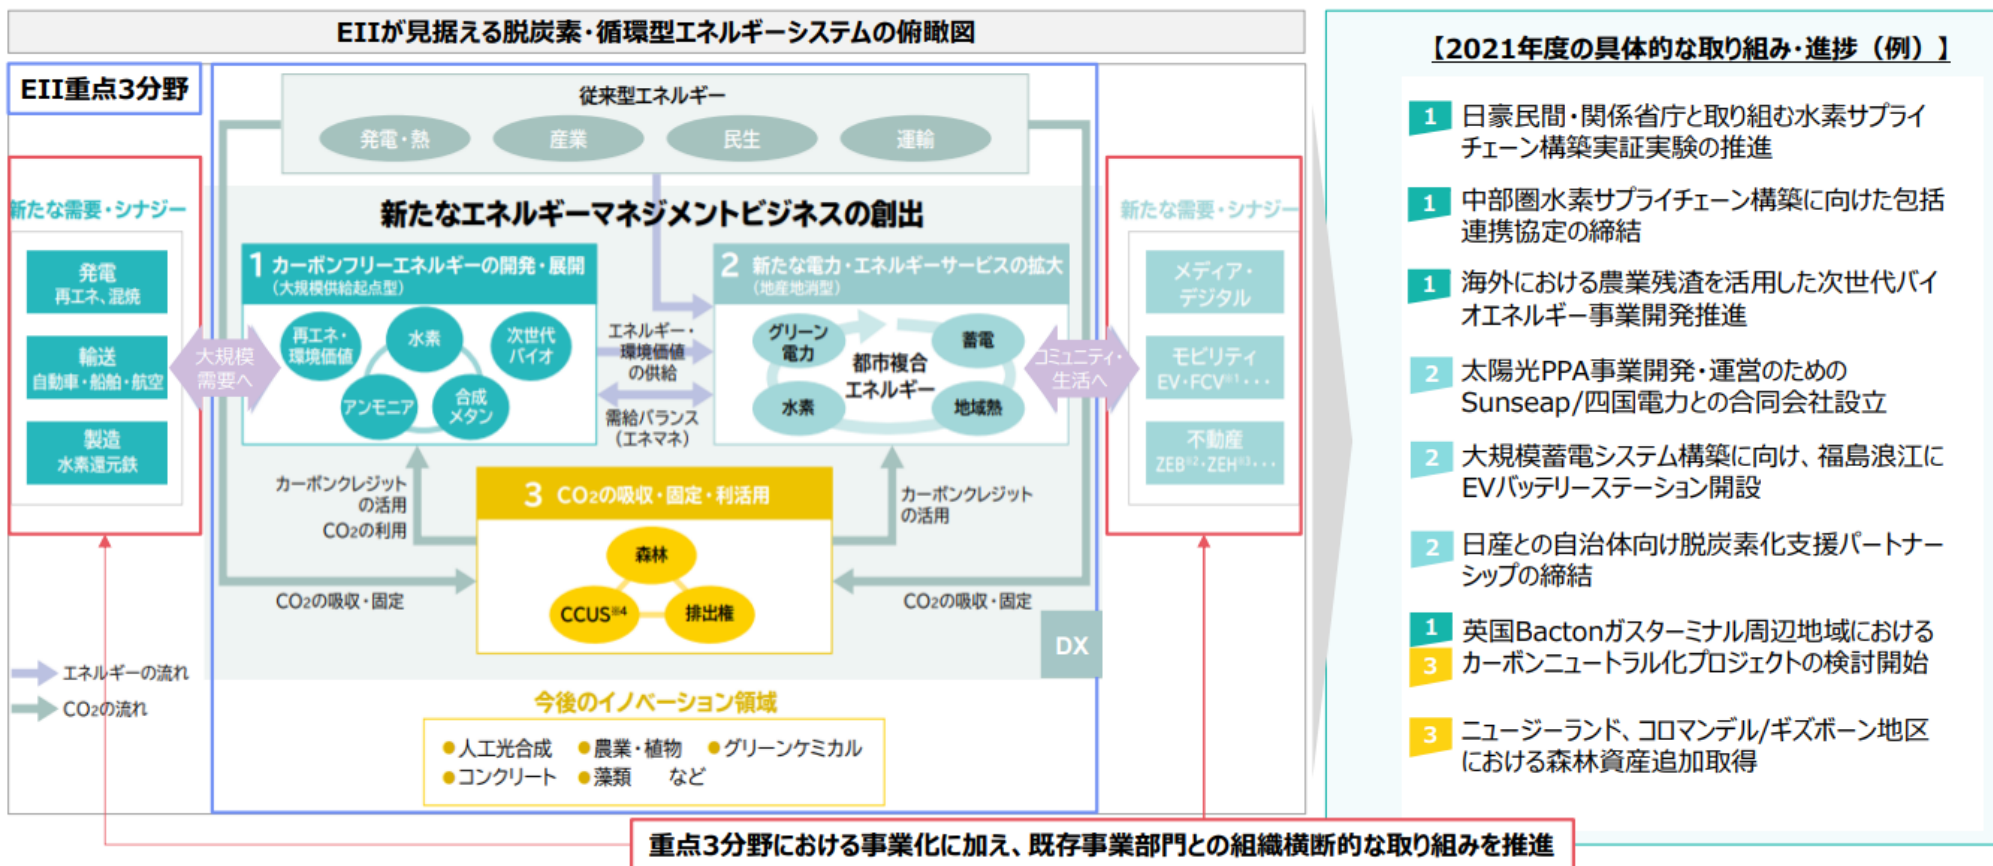 EIIが見据える脱炭素・循環型エネルギーシステムの俯瞰図
EII重点3分野
従来型エネルギー
発電・熱
産業
民生
運輸
新たなエネルギーマネジメントビジネスの創出
新たな需要・シナジー
発電
再エネ、混焼
輸送
自動車・船舶・航空
製造
水素還元鉄
大規模
需要へ
1 カーボンフリーエネルギーの開発・展開
(大規模供給起点型)
再エネ・
環境価値
水素
次世代
バイオ
アンモニア
合成
メタン
エネルギー・
環境価値
の供給
需給バランス
(エネマネ)
2 新たな電力・エネルギーサービスの拡大
(地産地消型)
グリーン
電力
蓄電
都市複合
エネルギー
水素
地域熱
コミュニティ・
生活へ
新たな需要・シナジー
メディア・
デジタル
モビリティ
EV・FCV※1・・・
不動産
ZEB※2・ZEH※3・・・
カーボンクレジット
の活用
CO2の利用
3 CO2の吸収・固定・利活用
森林
CCUS※4
排出権
カーボンクレジット
の活用
CO2の吸収・固定
CO2の吸収・固定
DX
エネルギーの流れ
CO2の流れ
今後のイノベーション領域
●人工光合成 ●農業・植物 ●グリーンケミカル
●コンクリート ●藻類 など
重点3分野における事業化に加え、既存事業部門との組織横断的な取り組みを推進
【2021年度の具体的な取り組み・進捗（例）】
1 日豪民間・関係省庁と取り組む水素サプライ
チェーン構築実証実験の推進
1 中部圏水素サプライチェーン構築に向けた包括
連携協定の締結
1 海外における農業残渣を活用した次世代バイ
オエネルギー事業開発推進
2 太陽光PPA事業開発・運営のための
Sunseap/四国電力との合同会社設立
2 大規模蓄電システム構築に向け、福島浪江に
EVバッテリーステーション開設
2 日産との自治体向け脱炭素化支援パートナー
シップの締結
1 英国Bactonガスターミナル周辺地域における
3 カーボンニュートラル化プロジェクトの検討開始
3 ニュージーランド、コロマンデル/ギズボーン地区
における森林資産追加取得